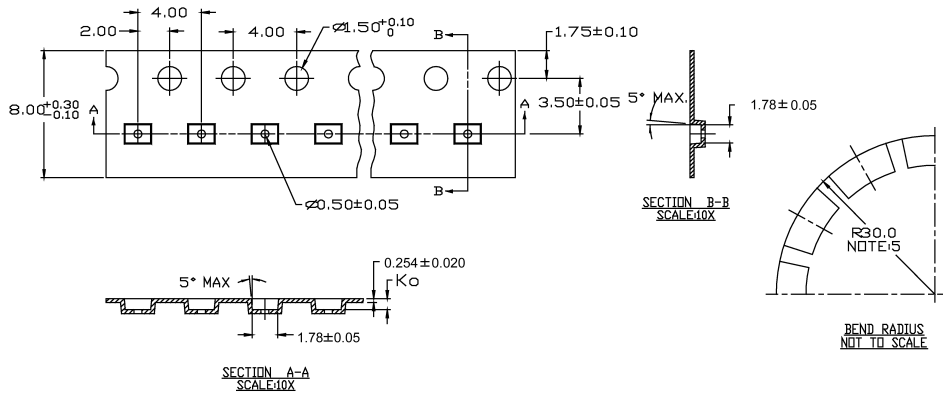 4.00
2.00
4.00
Ø1.50+0.10 0
B
1.75±0.10
8.00+0.30 -0.10
A
A
3.50±0.05
5° MAX.
1.78±0.05
Ø0.50±0.05
B
SECTION B-B
SCALE:10X
R30.0
NOTE:5
5° MAX
0.254±0.020
Ko
1.78±0.05
BEND RADIUS
NOT TO SCALE
SECTION A-A
SCALE:10X